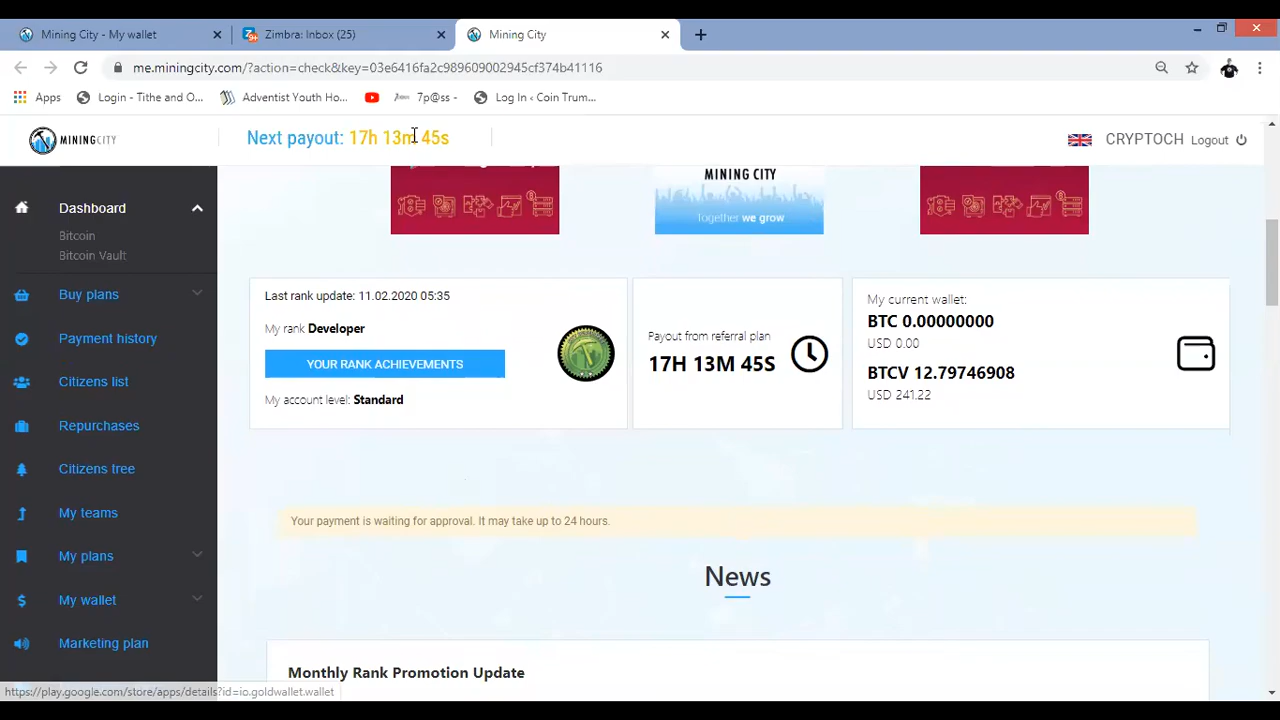 Mining City - My wallet
Zimbra: Inbox (25)
Mining City
me.miningcity.com/?action=check&key=03e6416fa2c989609002945cf374b41116
Apps
Login - Tithe and O...
Adventist Youth Ho...
7p@ss -
Log In ‹ Coin Trum...
MININGCITY
Next payout: 17h 13m 45s
CRYPTOCH
Logout
Dashboard
Bitcoin
Bitcoin Vault
Buy plans
Payment history
Citizens list
Repurchases
Citizens tree
My teams
My plans
My wallet
Marketing plan
MINING CITY
Together we grow
Last rank update: 11.02.2020 05:35
My rank Developer
YOUR RANK ACHIEVEMENTS
My account level: Standard
Payout from referral plan
17H 13M 45S
My current wallet:
BTC 0.00000000
USD 0.00
BTCV 12.79746908
USD 241.22
Your payment is waiting for approval. It may take up to 24 hours.
News
Monthly Rank Promotion Update
https://play.google.com/store/apps/details?id=io.goldwallet.wallet